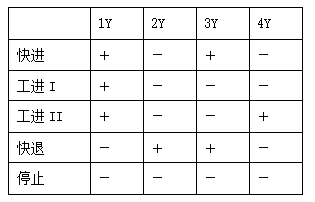 1Y 2Y 3Y 4Y
快进 + － + －
工进 I + － － －
工进 II + － － +
快退 － + + －
停止 － － － －